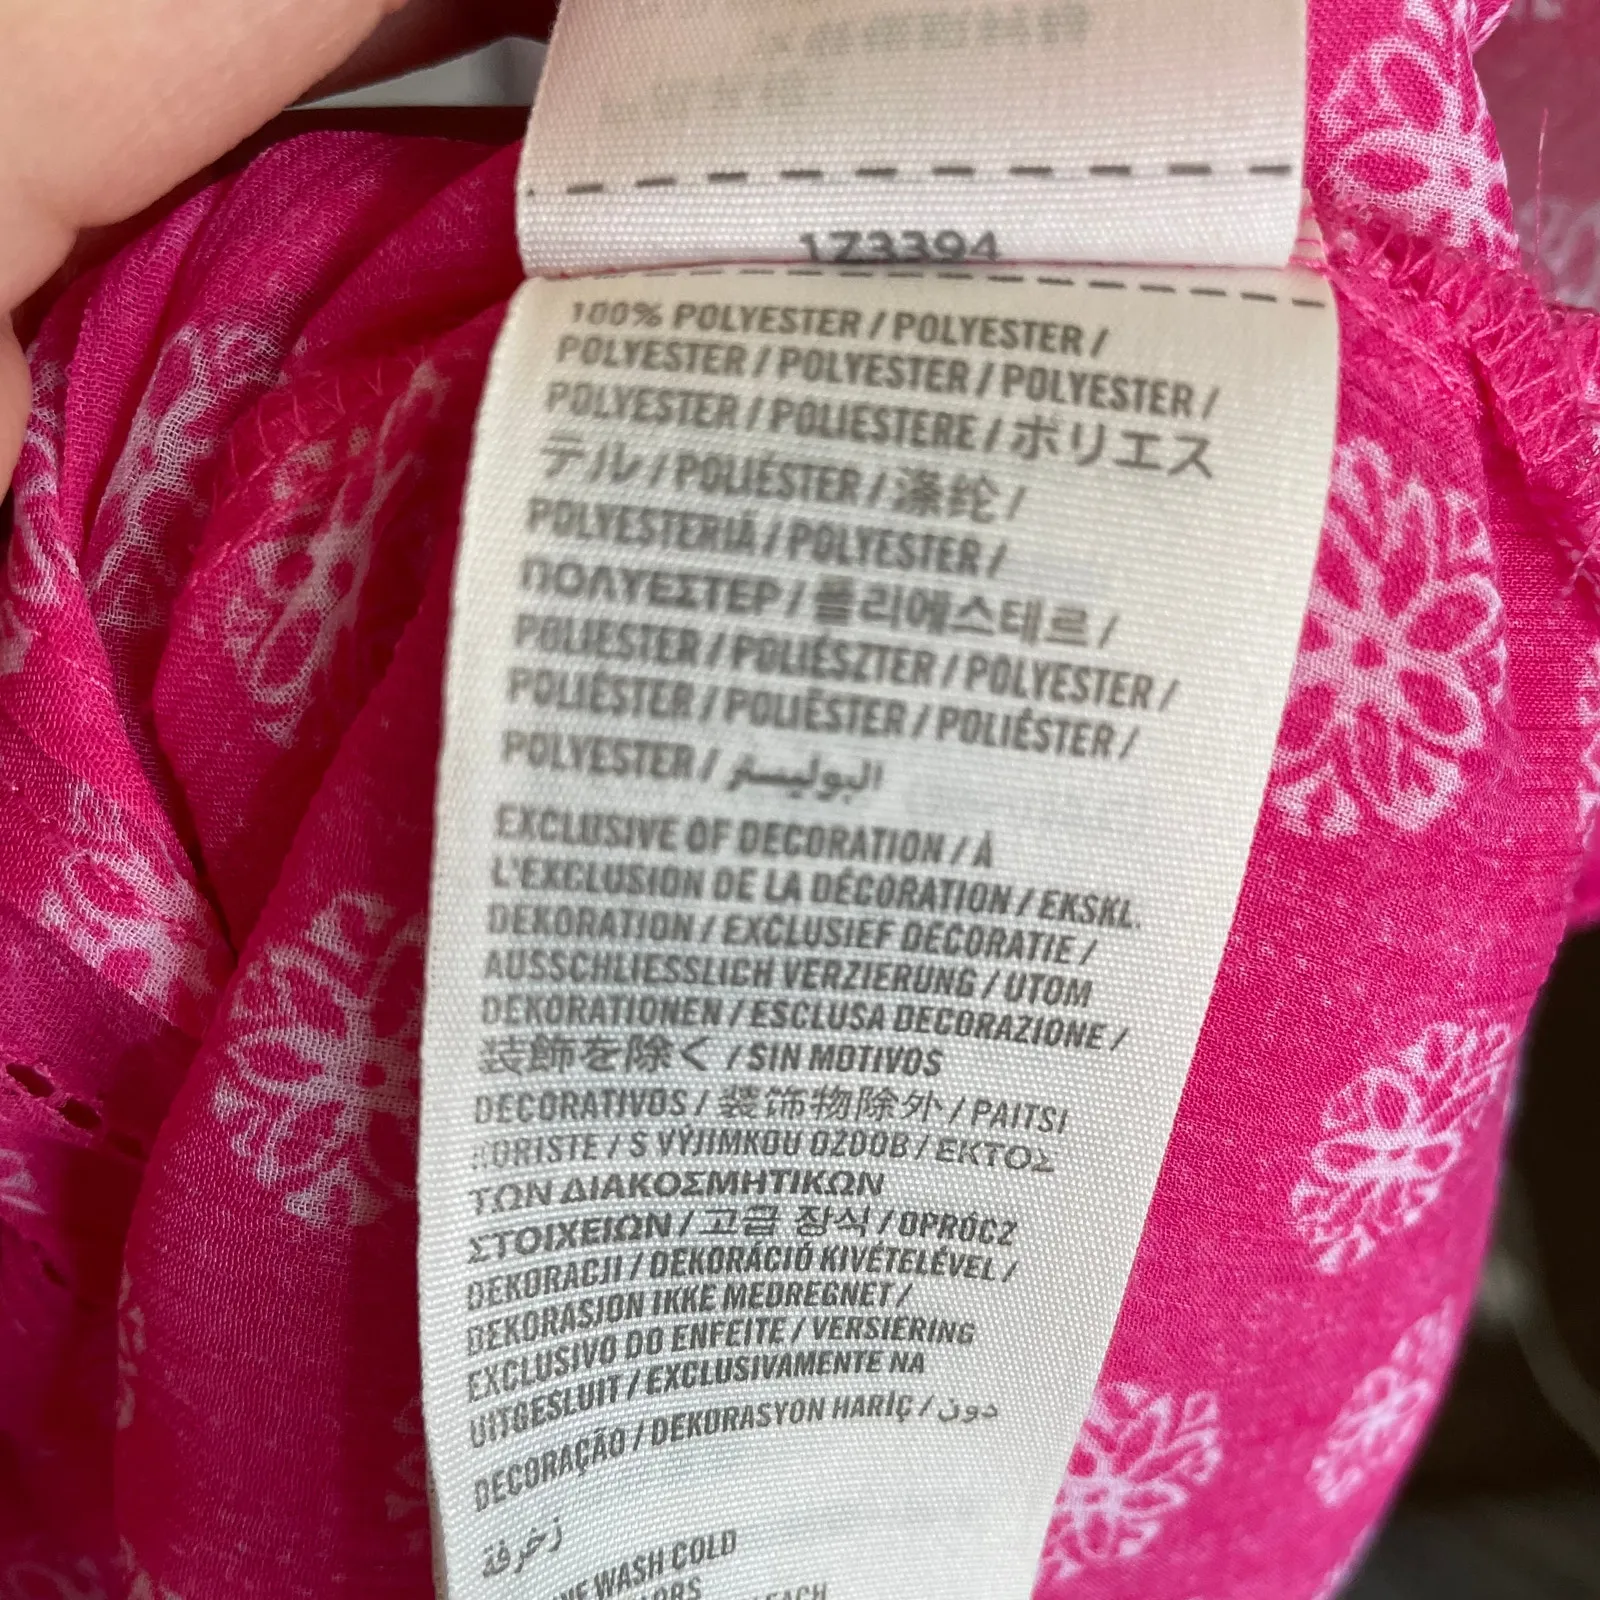 173394
100% POLYESTER / POLYESTER /
POLYESTER / POLYESTER / POLYESTER /
POLYESTER / POLIESTERE / ポリエス
テル / POLIÉSTER / 涤纶 /
POLYESTERIÄ / POLYESTER /
ΠΟΛΥΕΣΤΕΡ / 폴리에스테르 /
POLIESTER / POLIÉSZTER / POLYESTER /
POLIÉSTER / POLIËSTER / POLIÉSTER /
POLYESTER / البوليستر
EXCLUSIVE OF DECORATION / À
L'EXCLUSION DE LA DÉCORATION / EKSKL.
DEKORATION / EXCLUSIEF DECORATIE /
AUSSCHLIESSLICH VERZIERUNG / UTOM
DEKORATIONEN / ESCLUSA DECORAZIONE /
装飾を除く / SIN MOTIVOS
DECORATIVOS / 装饰物除外 / PAITSI
KORISTE / S VÝJIMKOU OZDOB / ΕΚΤΟΣ
ΤΩΝ ΔΙΑΚΟΣΜΗΤΙΚΩΝ
ΣΤΟΙΧΕΙΩΝ / 고급 장식 / OPRÓCZ
DEKORACJI / DEKORÁCIÓ KIVÉTELÉVEL /
DEKORASJON IKKE MEDREGNET /
EXCLUSIVO DO ENFEITE / VERSIERING
UITGESLUIT / EXCLUSIVAMENTE NA
DECORAÇÃO / DEKORASYON HARİÇ / دون
زخرفة
WASH COLD